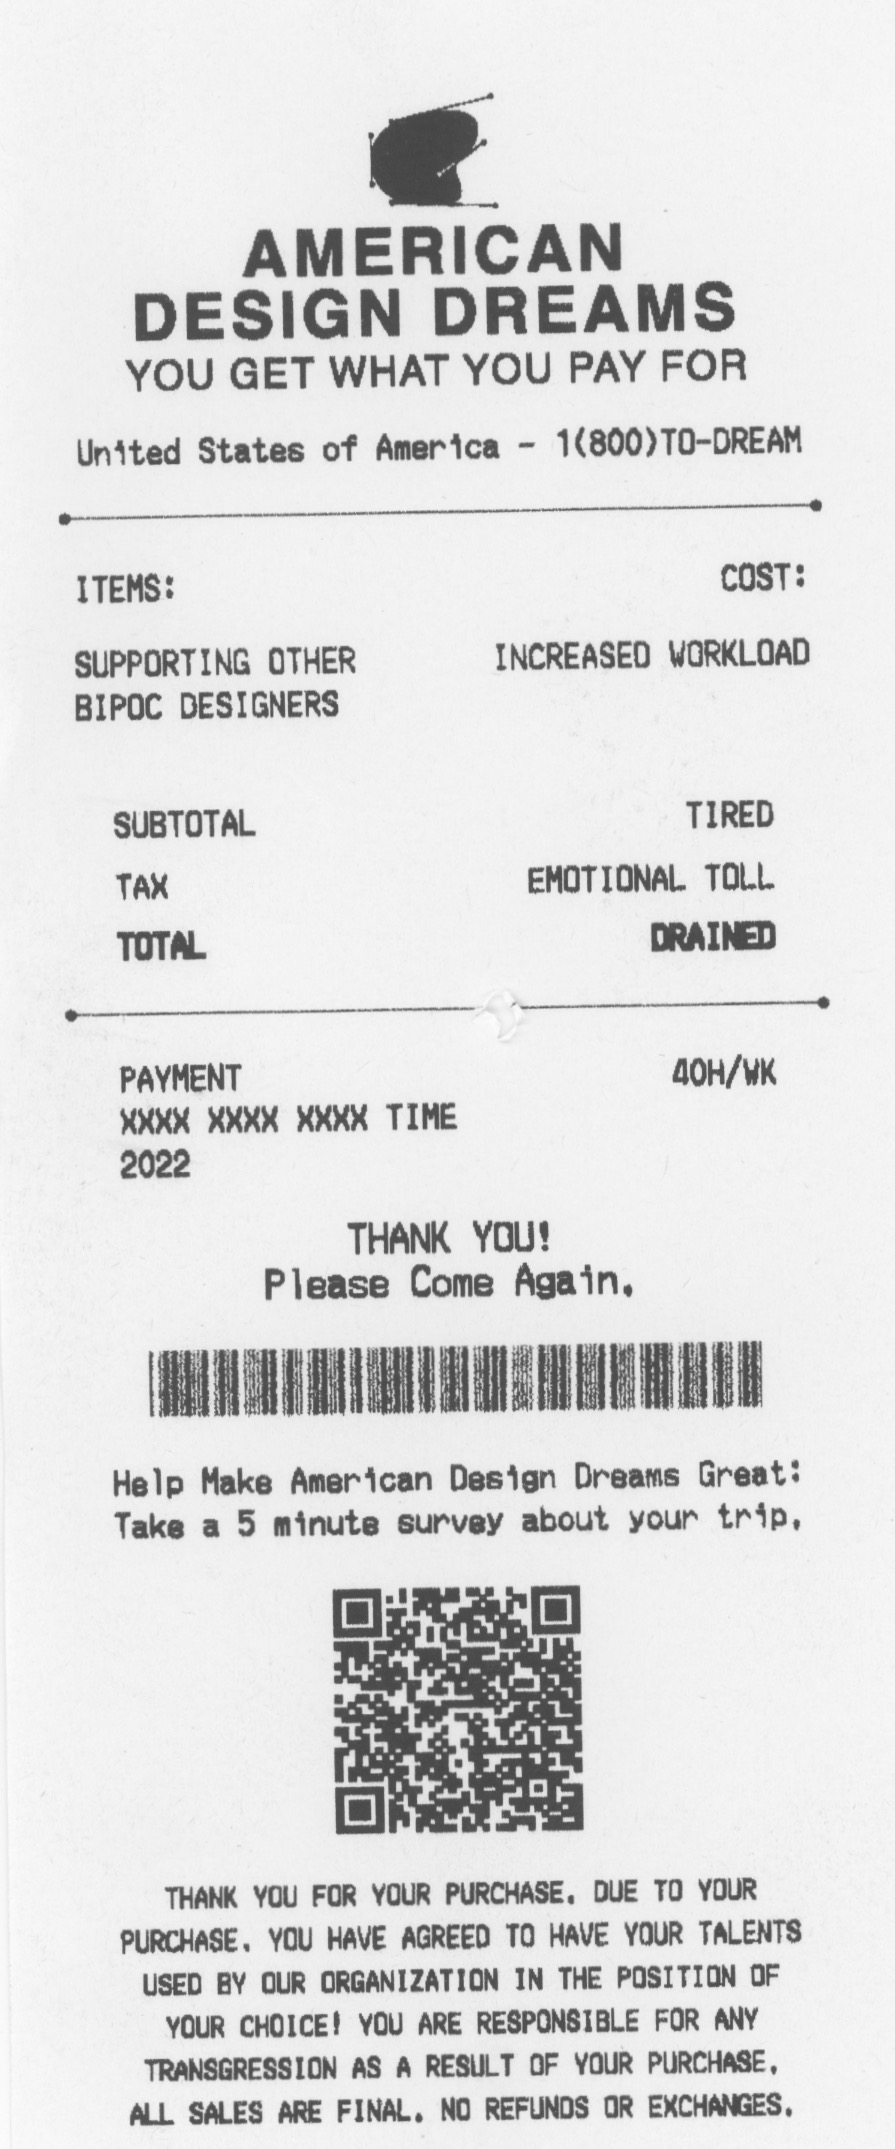 AMERICAN
DESIGN DREAMS
YOU GET WHAT YOU PAY FOR
United States of America - 1(800)TO-DREAM
ITEMS: COST:
SUPPORTING OTHER INCREASED WORKLOAD
BIPOC DESIGNERS
SUBTOTAL TIRED
TAX EMOTIONAL TOLL
TOTAL DRAINED
PAYMENT 40H/WK
XXXX XXXX XXXX TIME
2022
THANK YOU!
Please Come Again.
Help Make American Design Dreams Great:
Take a 5 minute survey about your trip.
THANK YOU FOR YOUR PURCHASE. DUE TO YOUR
PURCHASE. YOU HAVE AGREED TO HAVE YOUR TALENTS
USED BY OUR ORGANIZATION IN THE POSITION OF
YOUR CHOICE! YOU ARE RESPONSIBLE FOR ANY
TRANSGRESSION AS A RESULT OF YOUR PURCHASE.
ALL SALES ARE FINAL. NO REFUNDS OR EXCHANGES.